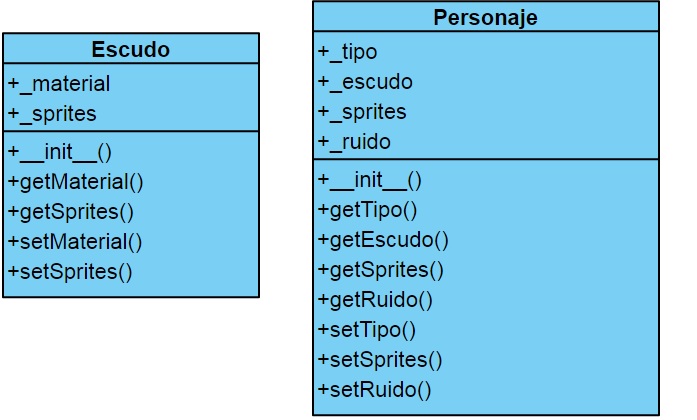 Escudo
+_material
+_sprites
+__init__()
+getMaterial()
+getSprites()
+setMaterial()
+setSprites()
Personaje
+_tipo
+_escudo
+_sprites
+_ruido
+__init__()
+getTipo()
+getEscudo()
+getSprites()
+getRuido()
+setTipo()
+setSprites()
+setRuido()